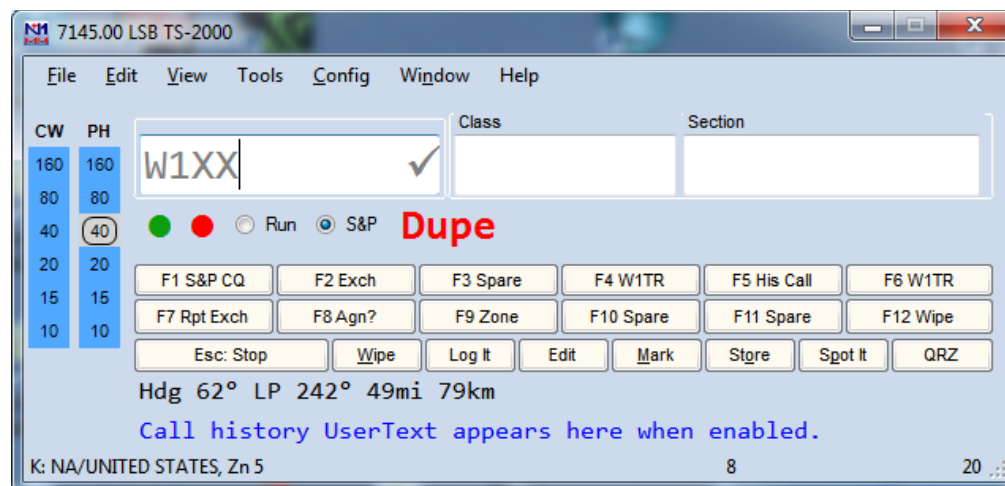 N1MM 7145.00 LSB TS-2000
File Edit View Tools Config Window Help
Class Section
CW PH
W1XX
160 160
80 80
40 40
Run S&P Dupe
20 20
F1 S&P CQ F2 Exch F3 Spare F4 W1TR F5 His Call F6 W1TR
15 15
F7 Rpt Exch F8 Agn? F9 Zone F10 Spare F11 Spare F12 Wipe
10 10
Esc: Stop Wipe Log It Edit Mark Store Spot It QRZ
Hdg 62° LP 242° 49mi 79km
Call history UserText appears here when enabled.
K: NA/UNITED STATES, Zn 5 8 20